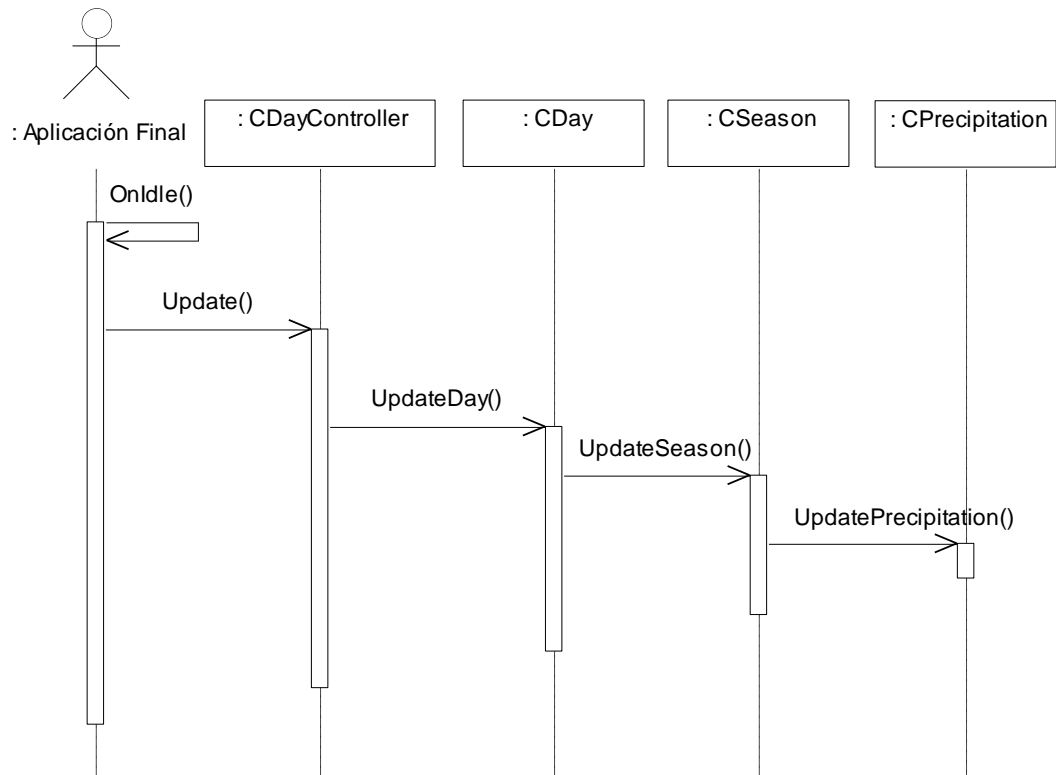 : Aplicación Final
: CDayController
: CDay
: CSeason
: CPrecipitation
OnIdle()
Update()
UpdateDay()
UpdateSeason()
UpdatePrecipitation()